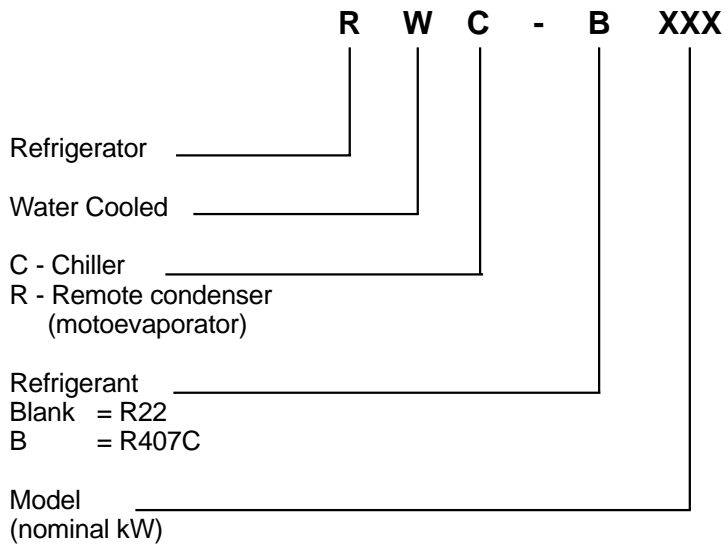 R W C - B XXX
Refrigerator
Water Cooled
C - Chiller
R - Remote condenser
(motoevaporator)
Refrigerant
Blank = R22
B = R407C
Model
(nominal kW)